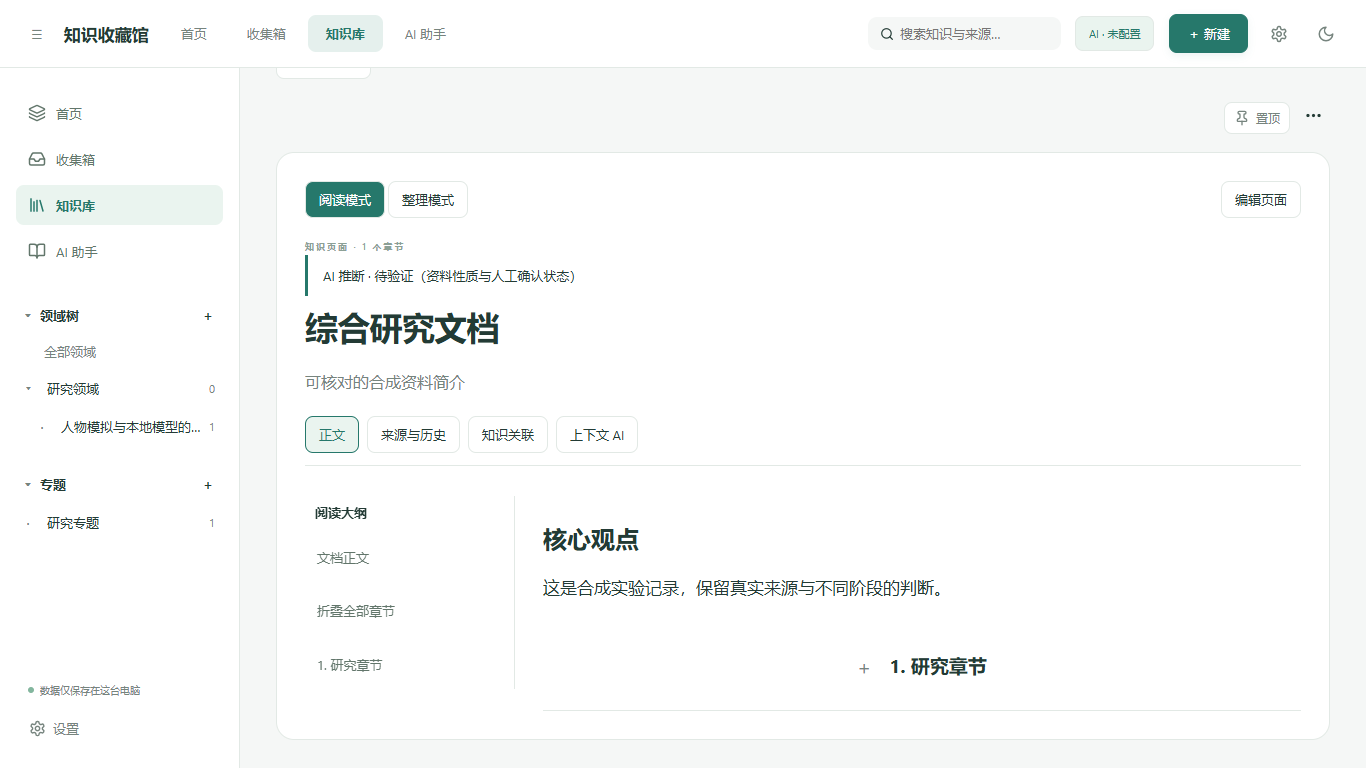 知识收藏馆
首页
收集箱
知识库
AI 助手
搜索知识与来源...
AI · 未配置
+ 新建
首页
收集箱
知识库
AI 助手
领域树 +
全部领域
研究领域 0
人物模拟与本地模型的... 1
专题 +
研究专题 1
数据仅保存在这台电脑
设置
置顶
阅读模式
整理模式
编辑页面
知识页面 · 1 个章节
AI 推断 · 待验证（资料性质与人工确认状态）
综合研究文档
可核对的合成资料简介
正文
来源与历史
知识关联
上下文 AI
阅读大纲
文档正文
折叠全部章节
1. 研究章节
核心观点
这是合成实验记录，保留真实来源与不同阶段的判断。
+ 1. 研究章节